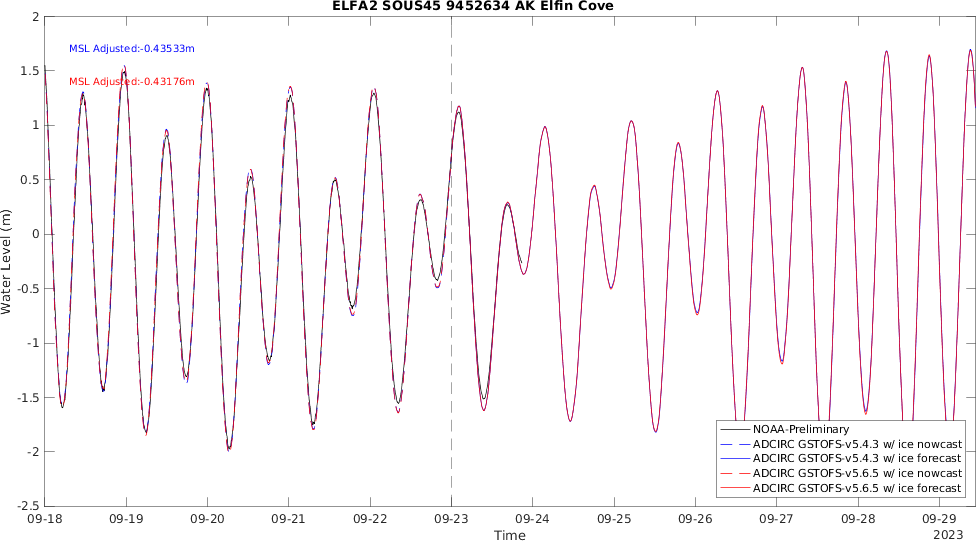 ELFA2 SOUS45 9452634 AK Elfin Cove
MSL Adjusted:-0.43533m
MSL Adjusted:-0.43176m
Water Level (m)
2
1.5
1
0.5
0
-0.5
-1
-1.5
-2
-2.5
NOAA-Preliminary
ADCIRC GSTOFS-v5.4.3 w/ ice nowcast
ADCIRC GSTOFS-v5.4.3 w/ ice forecast
ADCIRC GSTOFS-v5.6.5 w/ ice nowcast
ADCIRC GSTOFS-v5.6.5 w/ ice forecast
09-18 09-19 09-20 09-21 09-22 09-23 09-24 09-25 09-26 09-27 09-28 09-29
Time
2023